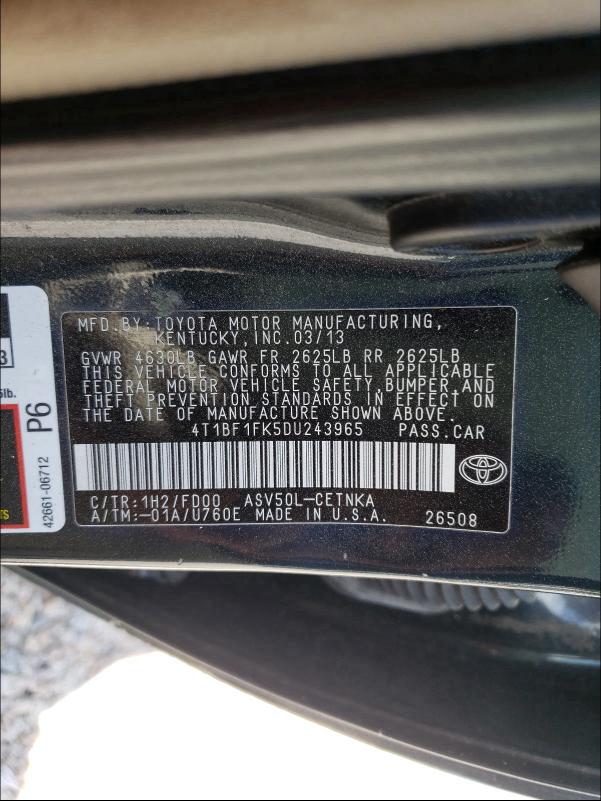 MFD.BY:TOYOTA MOTOR MANUFACTURING,
KENTUCKY,INC.03/13
GVWR 4630LB GAWR FR 2625LB RR 2625LB
THIS VEHICLE CONFORMS TO ALL APPLICABLE
FEDERAL MOTOR VEHICLE SAFETY,BUMPER,AND
THEFT PREVENTION STANDARDS IN EFFECT ON
THE DATE OF MANUFACTURE SHOWN ABOVE.
4T1BF1FK5DU243965 PASS.CAR
C/TR:1H2/FD00 ASV50L-CETNKA
A/TM:-01A/U760E MADE IN U.S.A. 26508
3
lb.
P6
42661-06712
TS